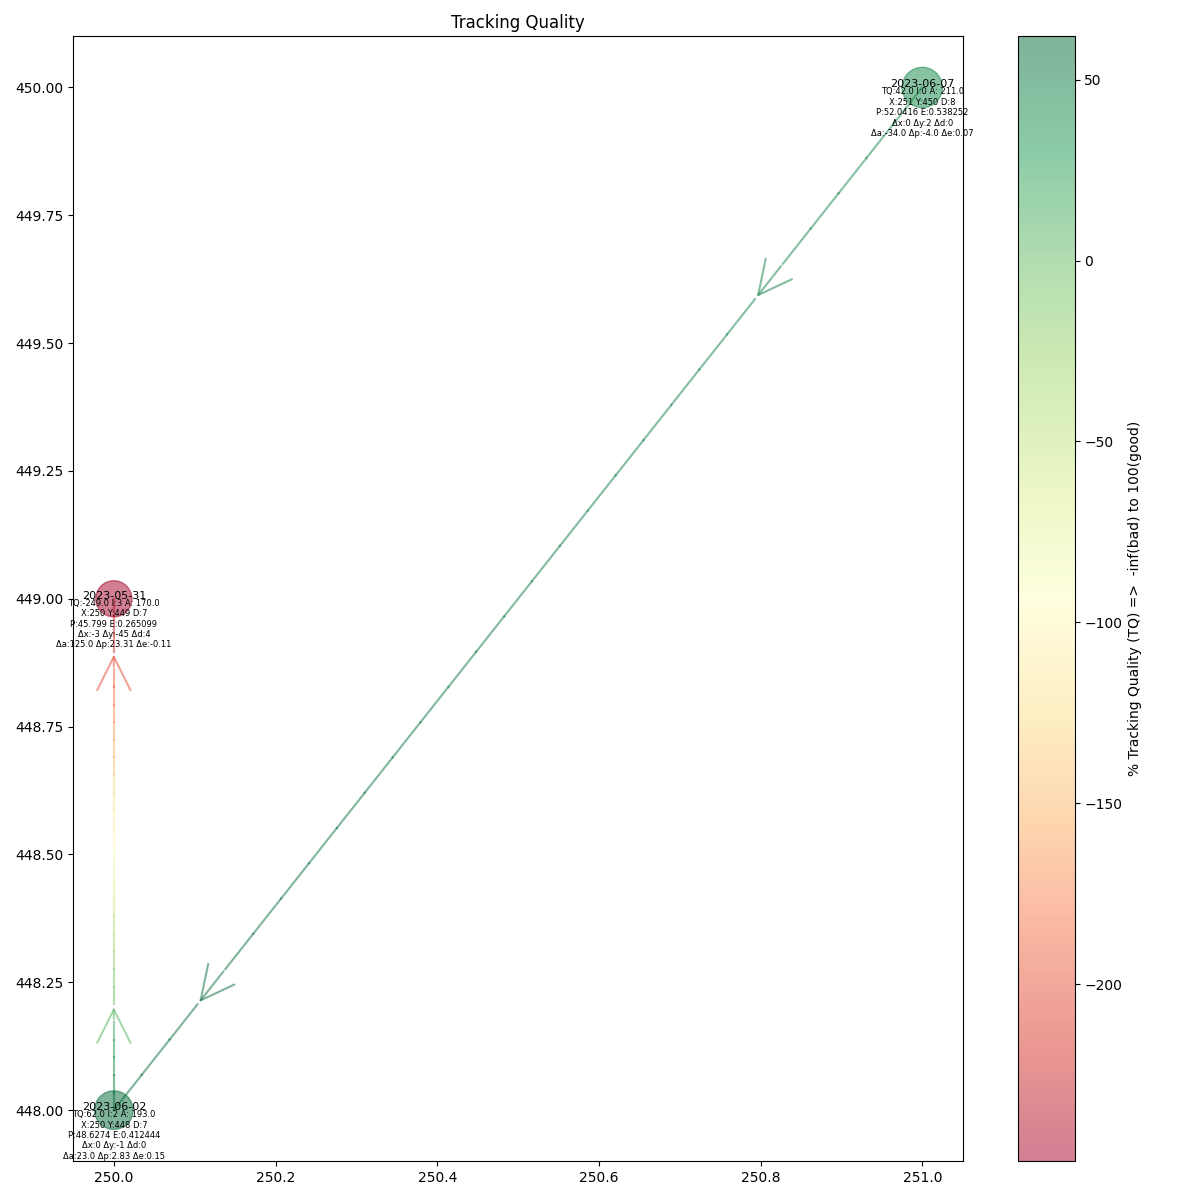 Tracking Quality
450.00
449.75
449.50
449.25
449.00
448.75
448.50
448.25
448.00
250.0
250.2
250.4
250.6
250.8
251.0
2023-06-07
TQ:42.0 I:0 A: 211.0
X:251 Y:450 D:8
P:52.0416 E:0.538252
Δx:0 Δy:2 Δd:0
Δa:-34.0 Δp:-4.0 Δe:0.07
2023-05-31
TQ:-249.0 I:3 A: 170.0
X:250 Y:449 D:7
P:45.799 E:0.265099
Δx:-3 Δy:-45 Δd:4
Δa:125.0 Δp:23.31 Δe:-0.11
2023-06-02
TQ:62.0 I:2 A: 193.0
X:250 Y:448 D:7
P:48.6274 E:0.412444
Δx:0 Δy:-1 Δd:0
Δa:23.0 Δp:2.83 Δe:0.15
50
0
−50
−100
−150
−200
% Tracking Quality (TQ) => -inf(bad) to 100(good)